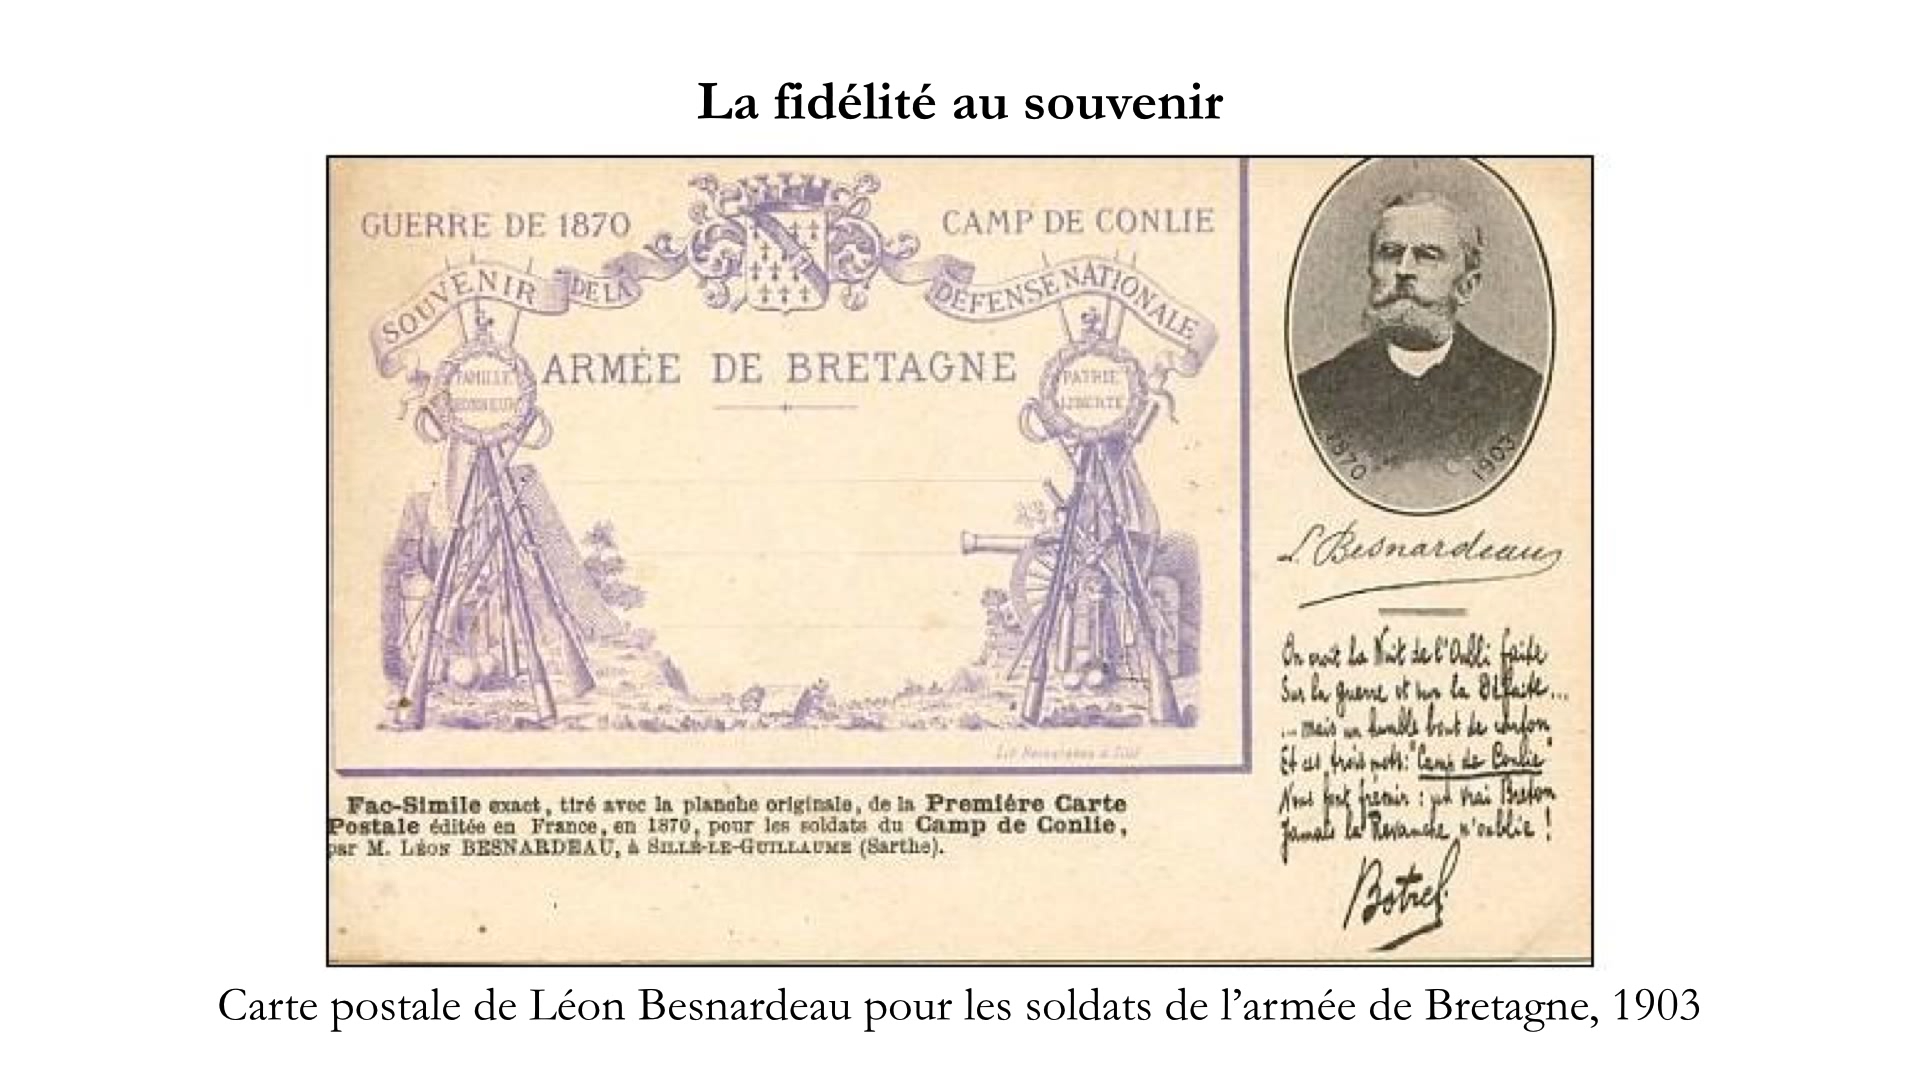 La fidélité au souvenir
GUERRE DE 1870
CAMP DE CONLIE
SOUVENIR DE LA DÉFENSE NATIONALE
FAMILLE
HONNEUR
ARMÉE DE BRETAGNE
PATRIE
LIBERTÉ
1870 1903
L. Besnardeau
On croit la Nuit de l'Oubli faite
Sur la guerre et sur la Défaite...
... mais un humble bout de carton
Et ces trois mots: "Camp de Conlie"
Nous font frémir : un vrai Breton
Jamais la Revanche n'oublie !
Botrel
Fac-Simile exact, tiré avec la planche originale, de la Première Carte
Postale éditée en France, en 1870, pour les soldats du Camp de Conlie,
par M. Léon BESNARDEAU, à SILLÉ-LE-GUILLAUME (Sarthe).
Carte postale de Léon Besnardeau pour les soldats de l’armée de Bretagne, 1903